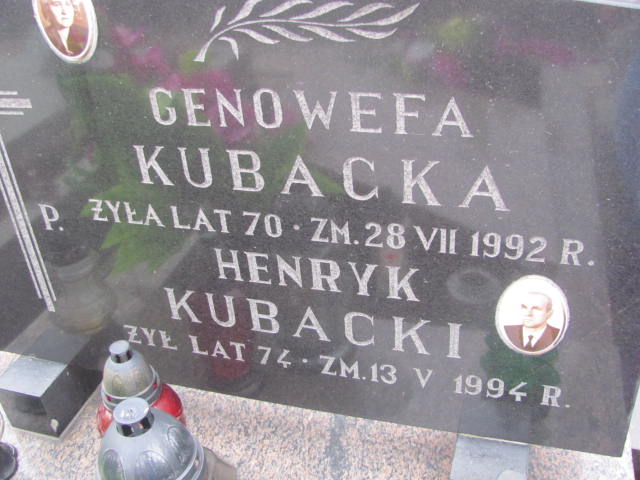 GENOWEFA
KUBACKA
P. ŻYŁA LAT 70 · ZM. 28 VII 1992 R.
HENRYK
KUBACKI
ŻYŁ LAT 74 · ZM. 13 V 1994 R.